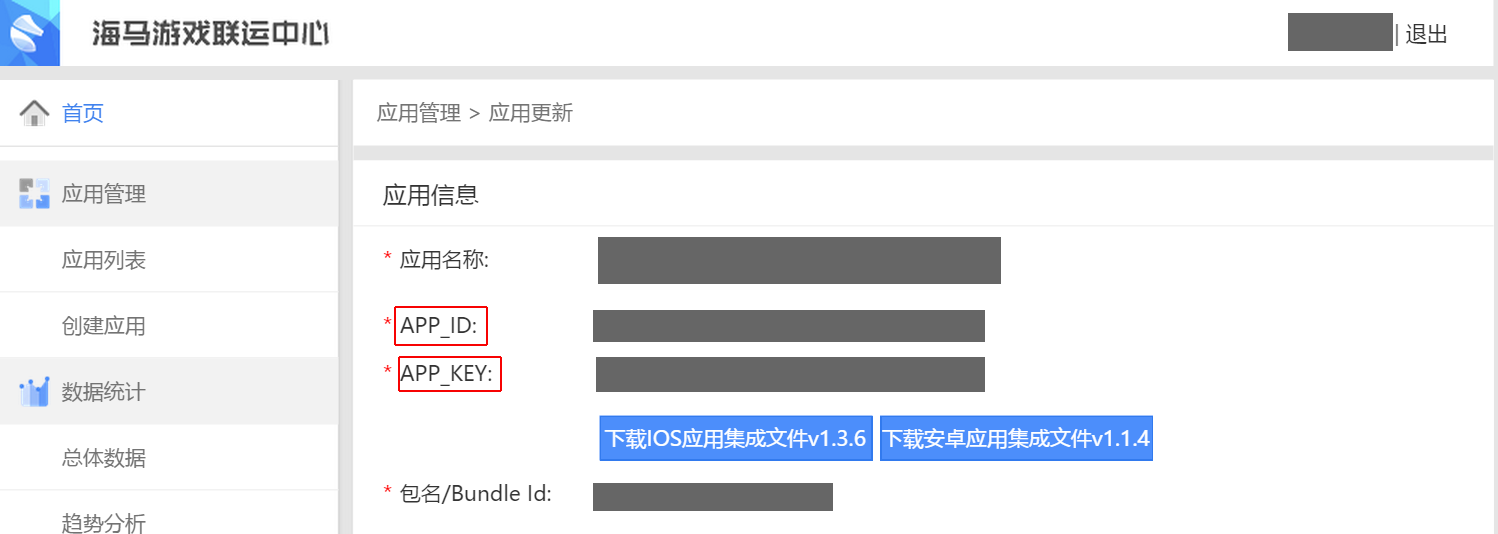 海马游戏联运中心
| 退出
首页
应用管理 > 应用更新
应用管理
应用信息
应用列表
* 应用名称:
创建应用
* APP_ID:
* APP_KEY:
数据统计
下载IOS应用集成文件v1.3.6
下载安卓应用集成文件v1.1.4
总体数据
* 包名/Bundle Id:
趋势分析